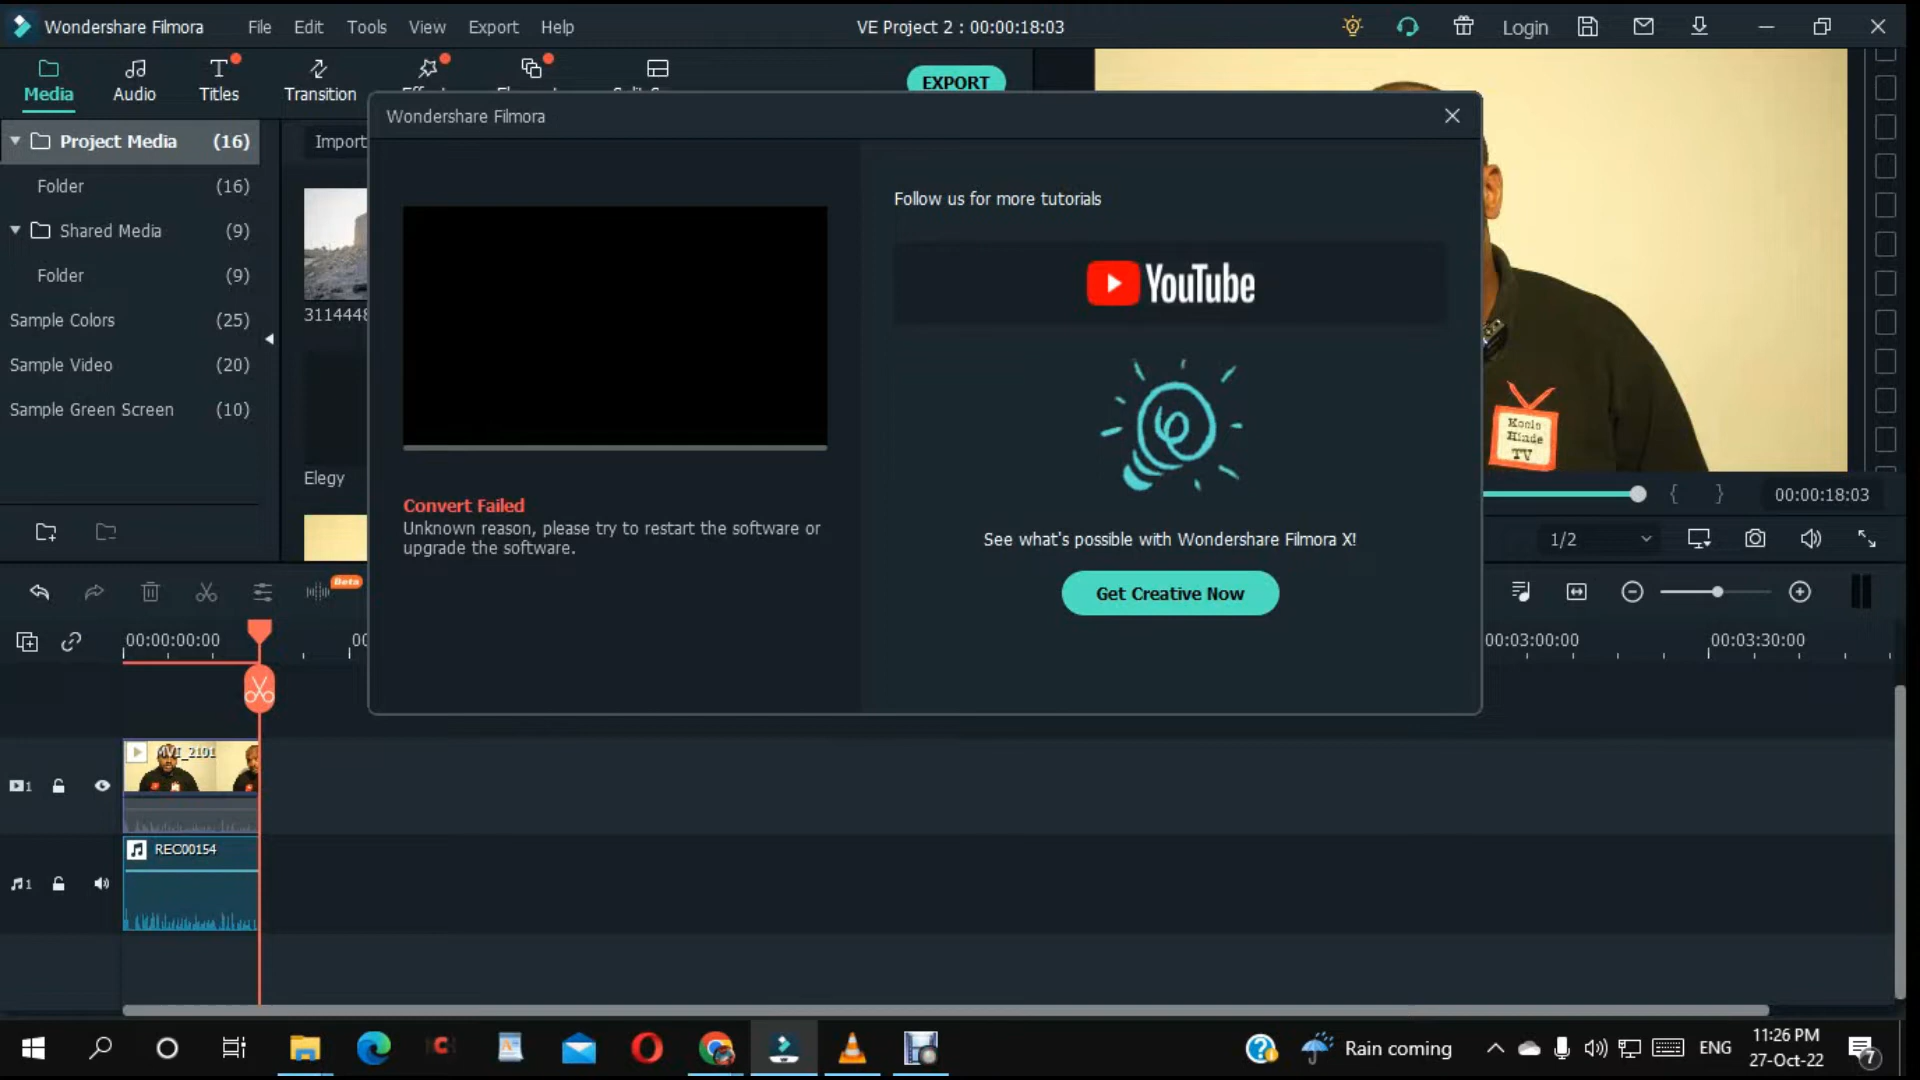 Wondershare Filmora
File
Edit
Tools
View
Export
Help
VE Project 2 : 00:00:18:03
Login
Media
Audio
Titles
Transition
EXPORT
Wondershare Filmora
Project Media (16)
Import
Folder (16)
Shared Media (9)
Folder (9)
Sample Colors (25)
Sample Video (20)
Sample Green Screen (10)
3114448
Elegy
Follow us for more tutorials
YouTube
Convert Failed
Unknown reason, please try to restart the software or
upgrade the software.
See what's possible with Wondershare Filmora X!
Get Creative Now
Hinde
TV
00:00:18:03
1/2
Beta
00:00:00:00
00:03:00:00
00:03:30:00
MVI_2101
1
REC00154
1
Rain coming
ENG
11:26 PM
27-Oct-22
7